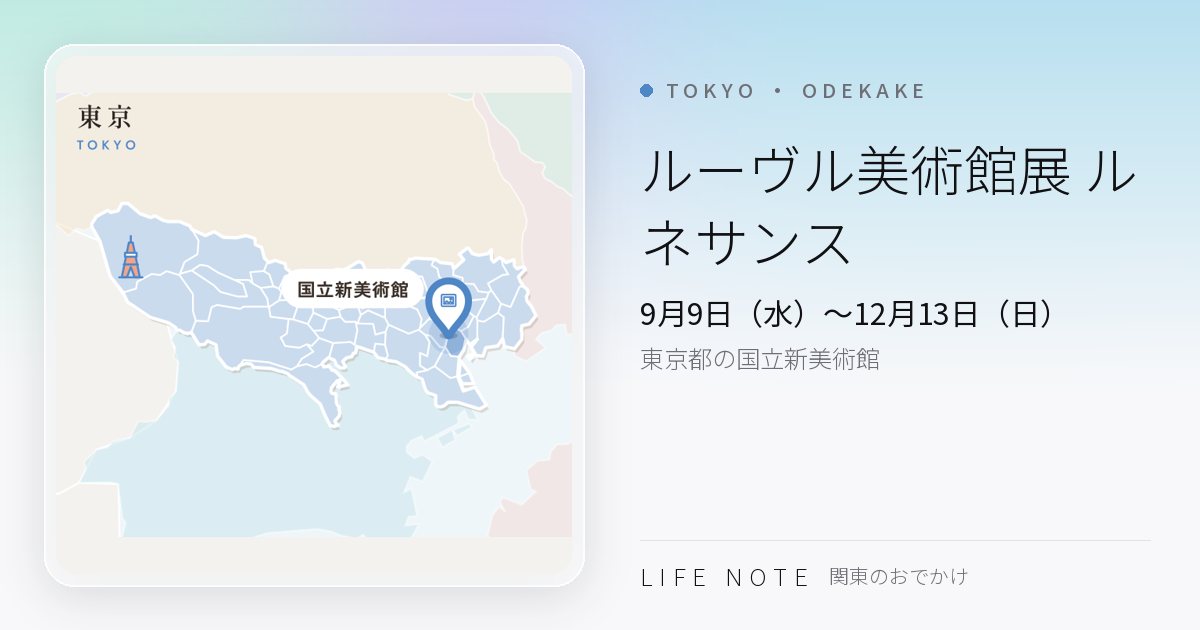 東京
TOKYO
国立新美術館
TOKYO • ODEKAKE
ルーヴル美術館展 ル
ネサンス
9月9日（水）〜12月13日（日）
東京都の国立新美術館
LIFE NOTE 関東のおでかけ